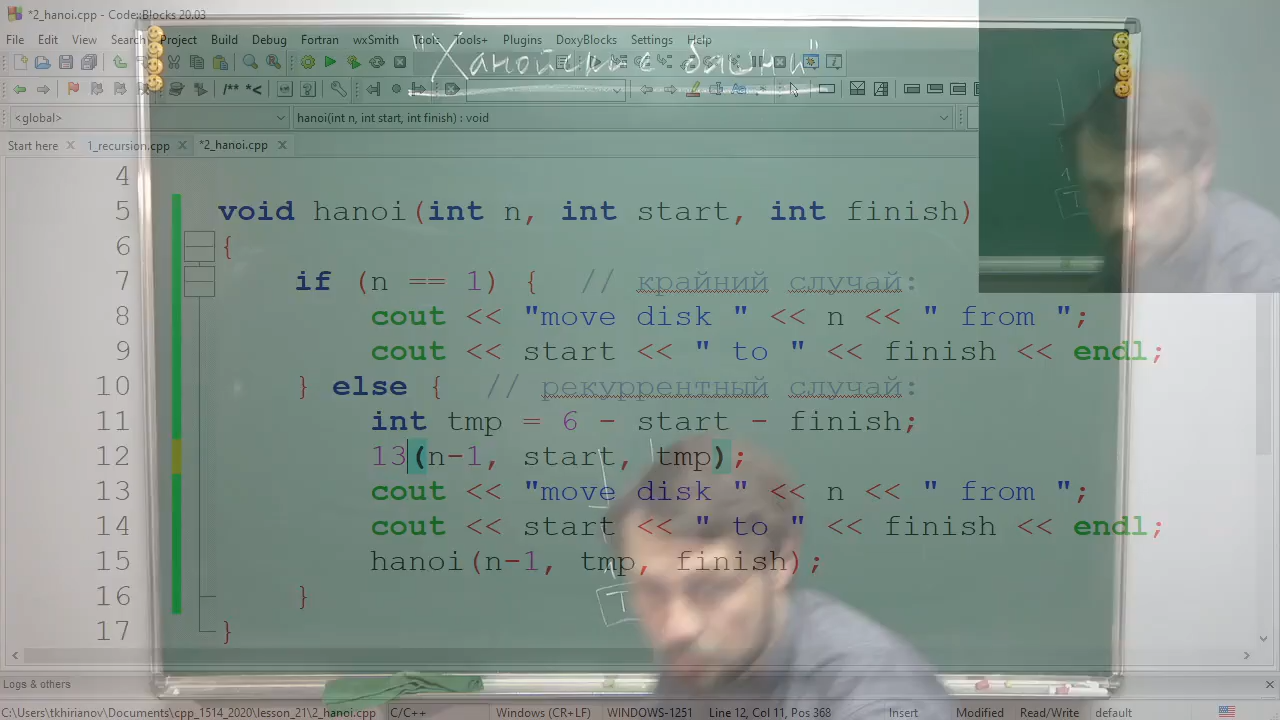 *2_hanoi.cpp - Code::Blocks 20.03
File Edit View Search Project Build Debug Fortran wxSmith Tools Tools+ Plugins DoxyBlocks Settings Help
"Ханойские башни"
/** *<
<global> hanoi(int n, int start, int finish) : void
Start here 1_recursion.cpp *2_hanoi.cpp
4
5 void hanoi(int n, int start, int finish)
6 {
7 if (n == 1) { // крайний случай:
8 cout << "move disk " << n << " from ";
9 cout << start << " to " << finish << endl;
10 } else { // рекуррентный случай:
11 int tmp = 6 - start - finish;
12 13(n-1, start, tmp);
13 cout << "move disk " << n << " from ";
14 cout << start << " to " << finish << endl;
15 hanoi(n-1, tmp, finish);
16 }
17 }
Logs & others
C:\Users\tkhirianov\Documents\cpp_1514_2020\lesson_21\2_hanoi.cpp C/C++ Windows (CR+LF) WINDOWS-1251 Line 12, Col 11, Pos 368 Insert Modified Read/Write default